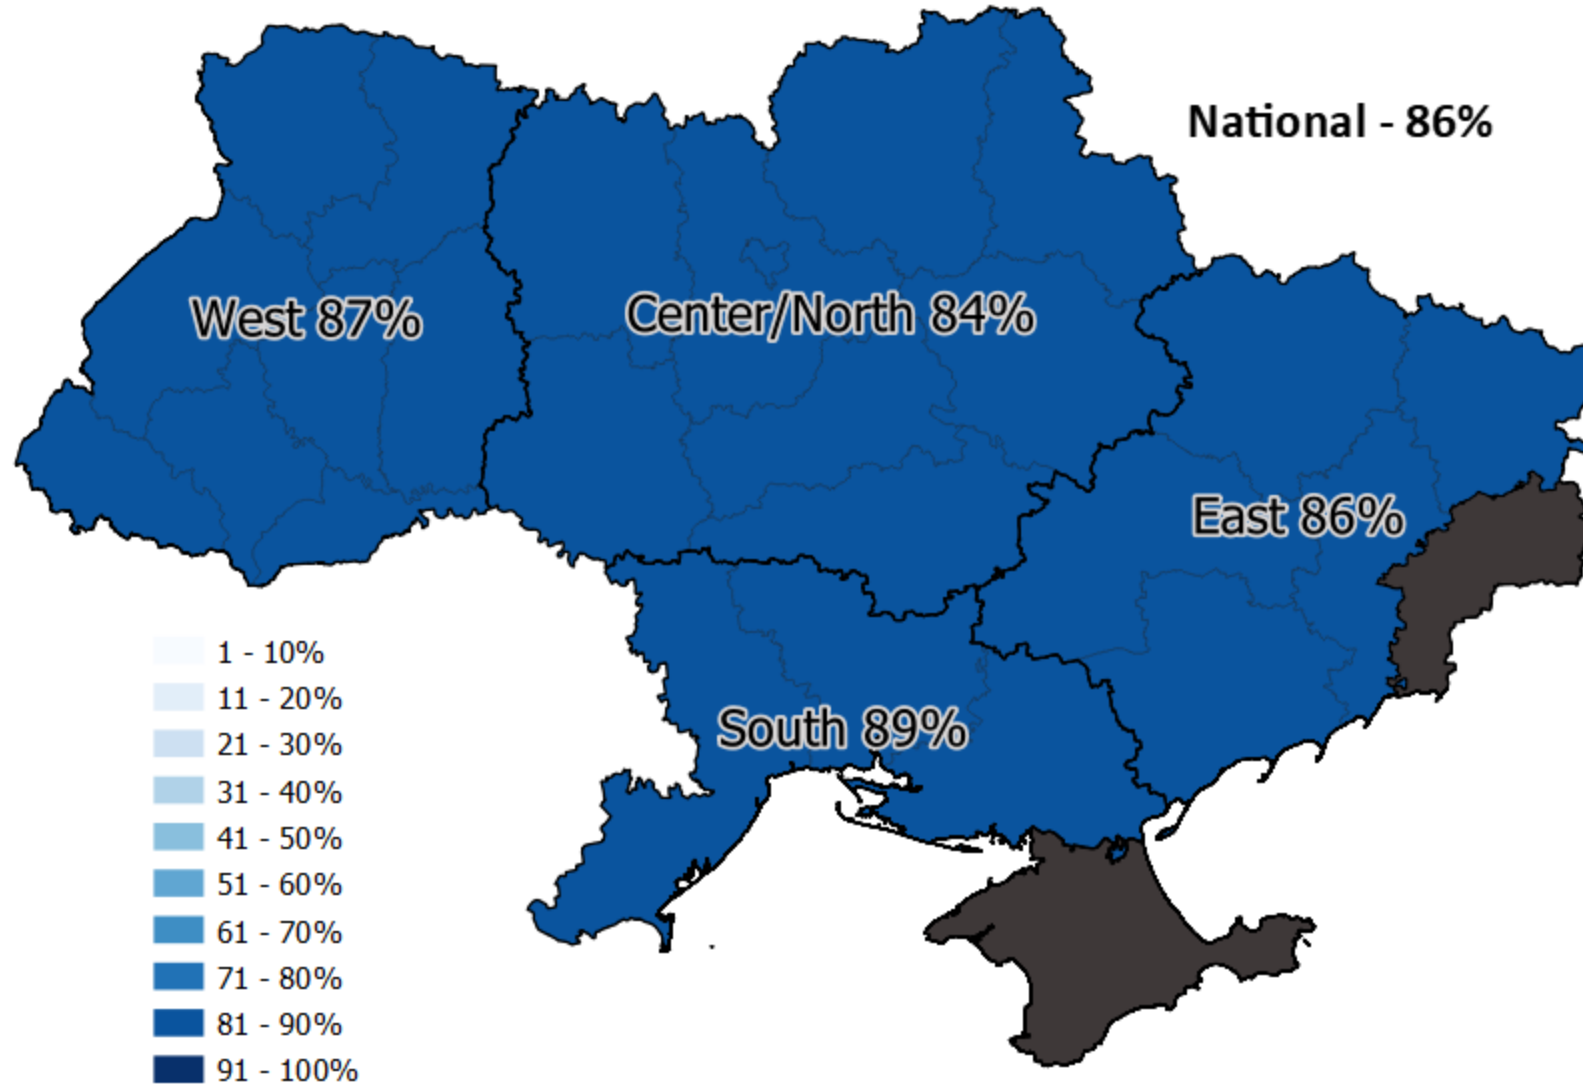 National - 86%
West 87%
Center/North 84%
East 86%
South 89%
1 - 10%
11 - 20%
21 - 30%
31 - 40%
41 - 50%
51 - 60%
61 - 70%
71 - 80%
81 - 90%
91 - 100%